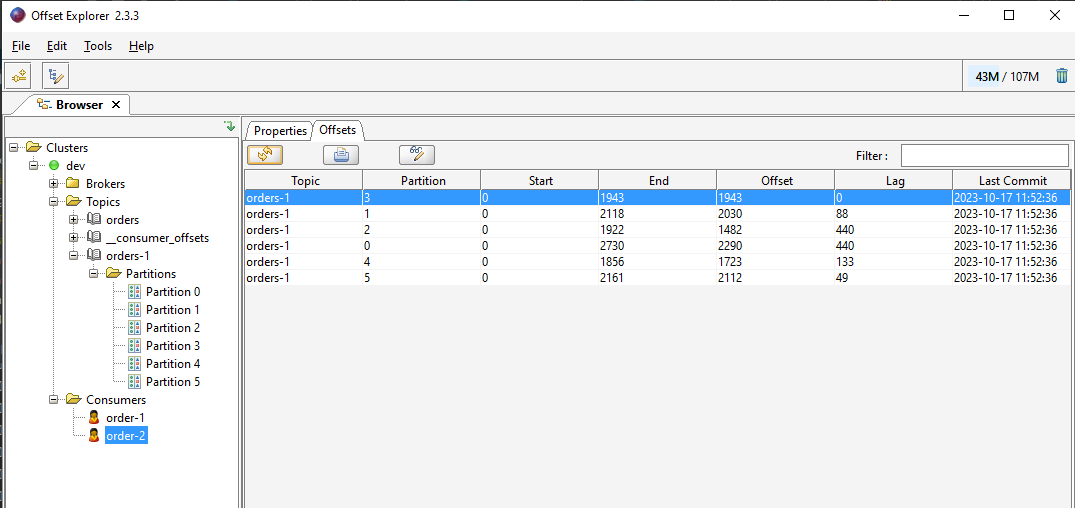 Offset Explorer 2.3.3
File Edit Tools Help
43M / 107M
Browser
Clusters
dev
Brokers
Topics
orders
__consumer_offsets
orders-1
Partitions
Partition 0
Partition 1
Partition 2
Partition 3
Partition 4
Partition 5
Consumers
order-1
order-2
Properties Offsets
Filter :
Topic Partition Start End Offset Lag Last Commit
orders-1 3 0 1943 1943 0 2023-10-17 11:52:36
orders-1 1 0 2118 2030 88 2023-10-17 11:52:36
orders-1 2 0 1922 1482 440 2023-10-17 11:52:36
orders-1 0 0 2730 2290 440 2023-10-17 11:52:36
orders-1 4 0 1856 1723 133 2023-10-17 11:52:36
orders-1 5 0 2161 2112 49 2023-10-17 11:52:36